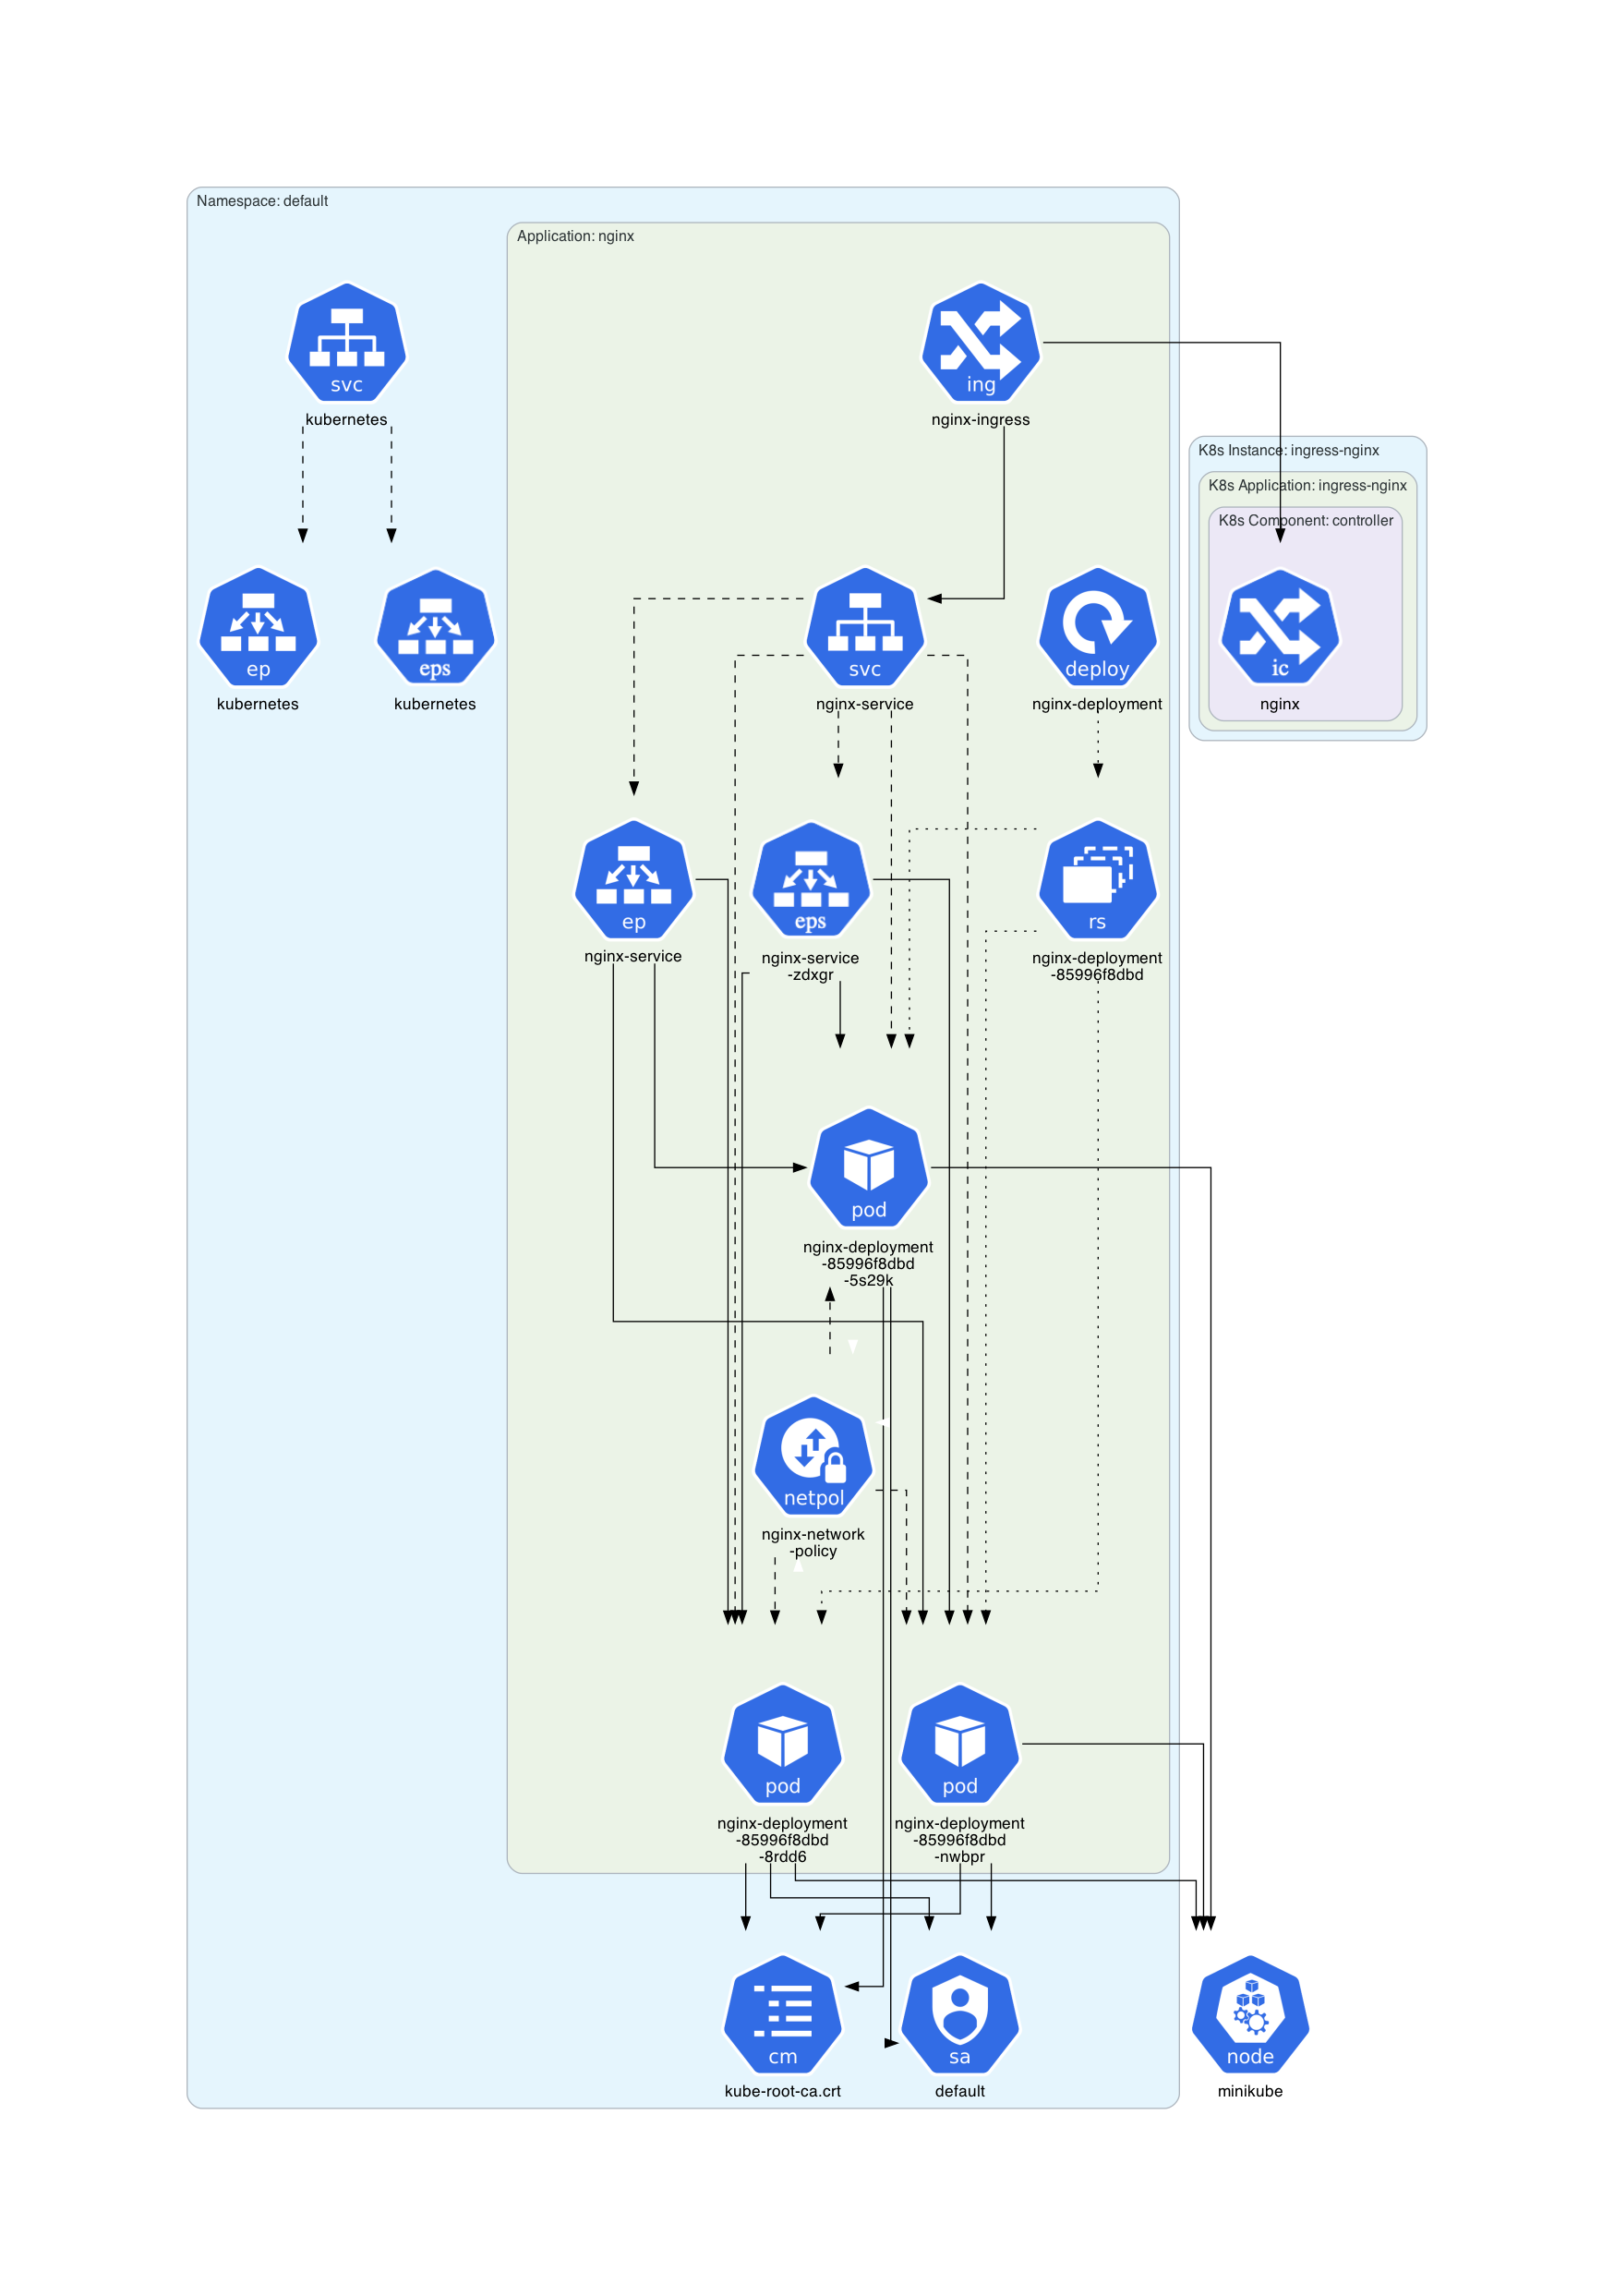 Namespace: default
Application: nginx
svc
kubernetes
ing
nginx-ingress
K8s Instance: ingress-nginx
K8s Application: ingress-nginx
K8s Component: controller
ep
kubernetes
eps
kubernetes
svc
nginx-service
deploy
nginx-deployment
ic
nginx
ep
nginx-service
eps
nginx-service
-zdxgr
rs
nginx-deployment
-85996f8dbd
pod
nginx-deployment
-85996f8dbd
-5s29k
netpol
nginx-network
-policy
pod
nginx-deployment
-85996f8dbd
-8rdd6
pod
nginx-deployment
-85996f8dbd
-nwbpr
cm
kube-root-ca.crt
sa
default
node
minikube